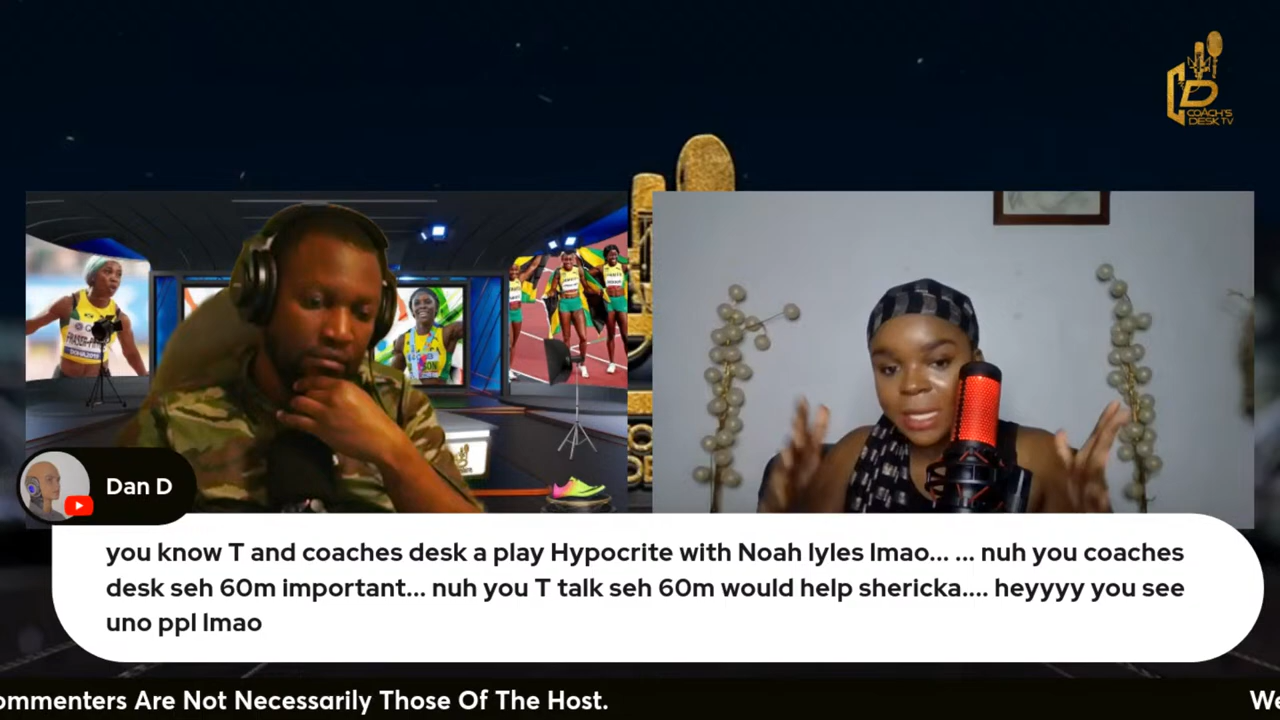 COACH'S
DESK TV
DOHA 2019
Dan D
you know T and coaches desk a play Hypocrite with Noah lyles lmao... ... nuh you coaches
desk seh 60m important... nuh you T talk seh 60m would help shericka.... heyyyy you see
uno ppl lmao
ommenters Are Not Necessarily Those Of The Host.
We